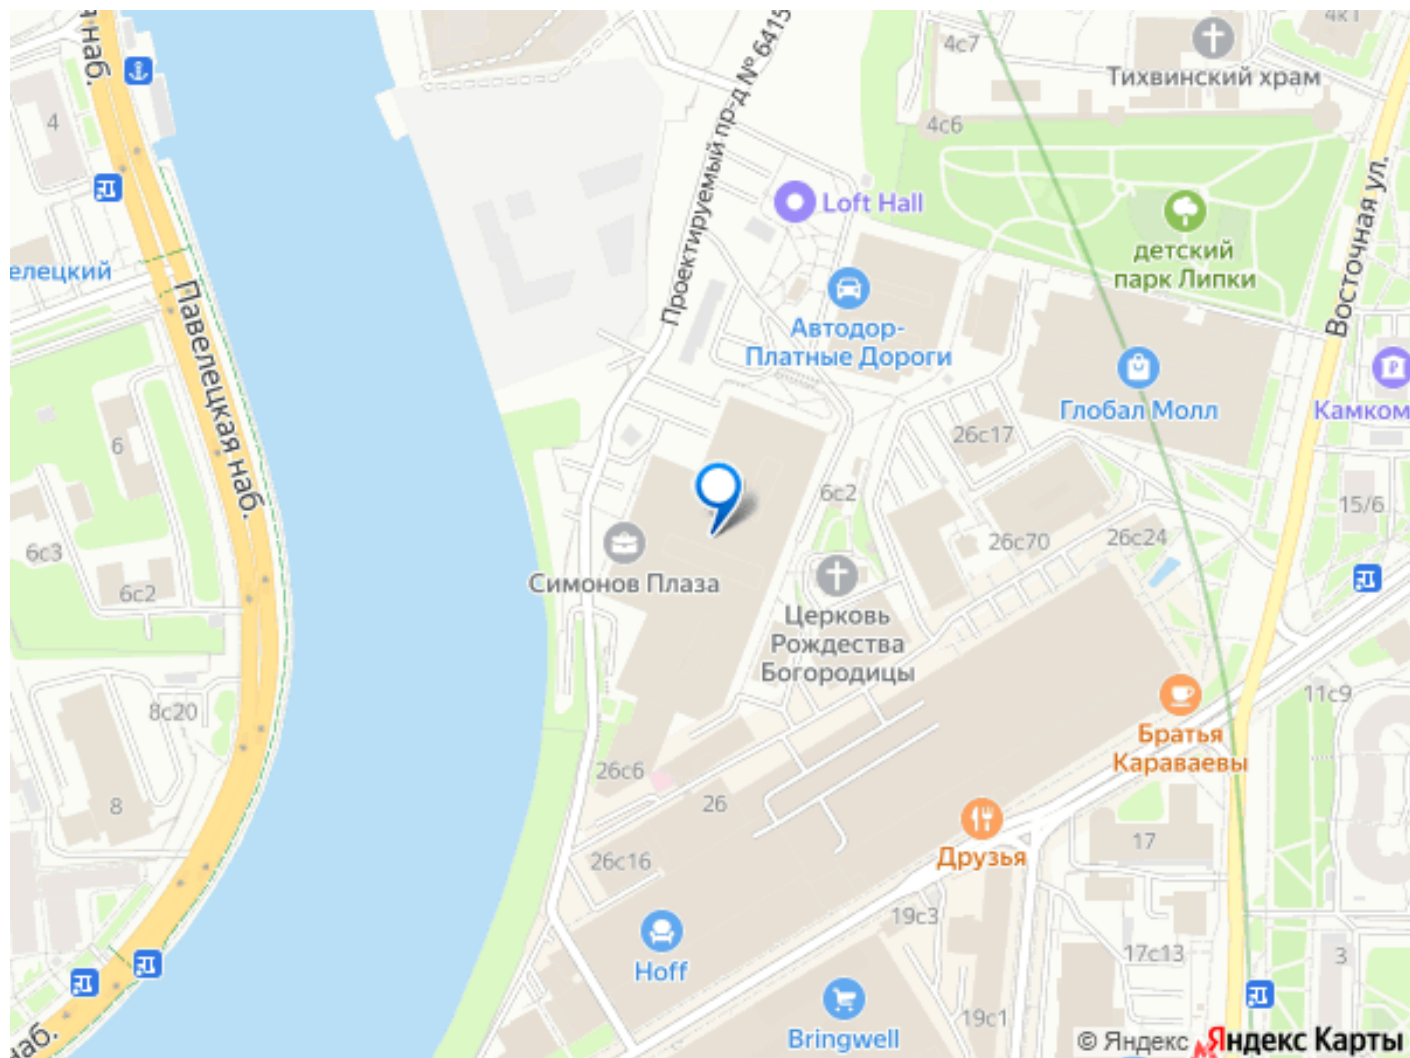 а наб.
4
елецкий
Павелецкая наб.
6
6с3
6с2
8с20
8
наб.
Проектируемый пр-д № 6415
4с7
4к1
Тихвинский храм
4с6
Loft Hall
детский
парк Липки
Восточная ул.
Автодор-
Платные Дороги
Глобал Молл
Камком
26с17
6с2
15/6
26с70
26с24
Симонов Плаза
Церковь
Рождества
Богородицы
11с9
Братья
Караваевы
26с6
26
17
Друзья
26с16
19с3
17с13
3
Hoff
19с1
Bringwell
© Яндекс
Яндекс Карты